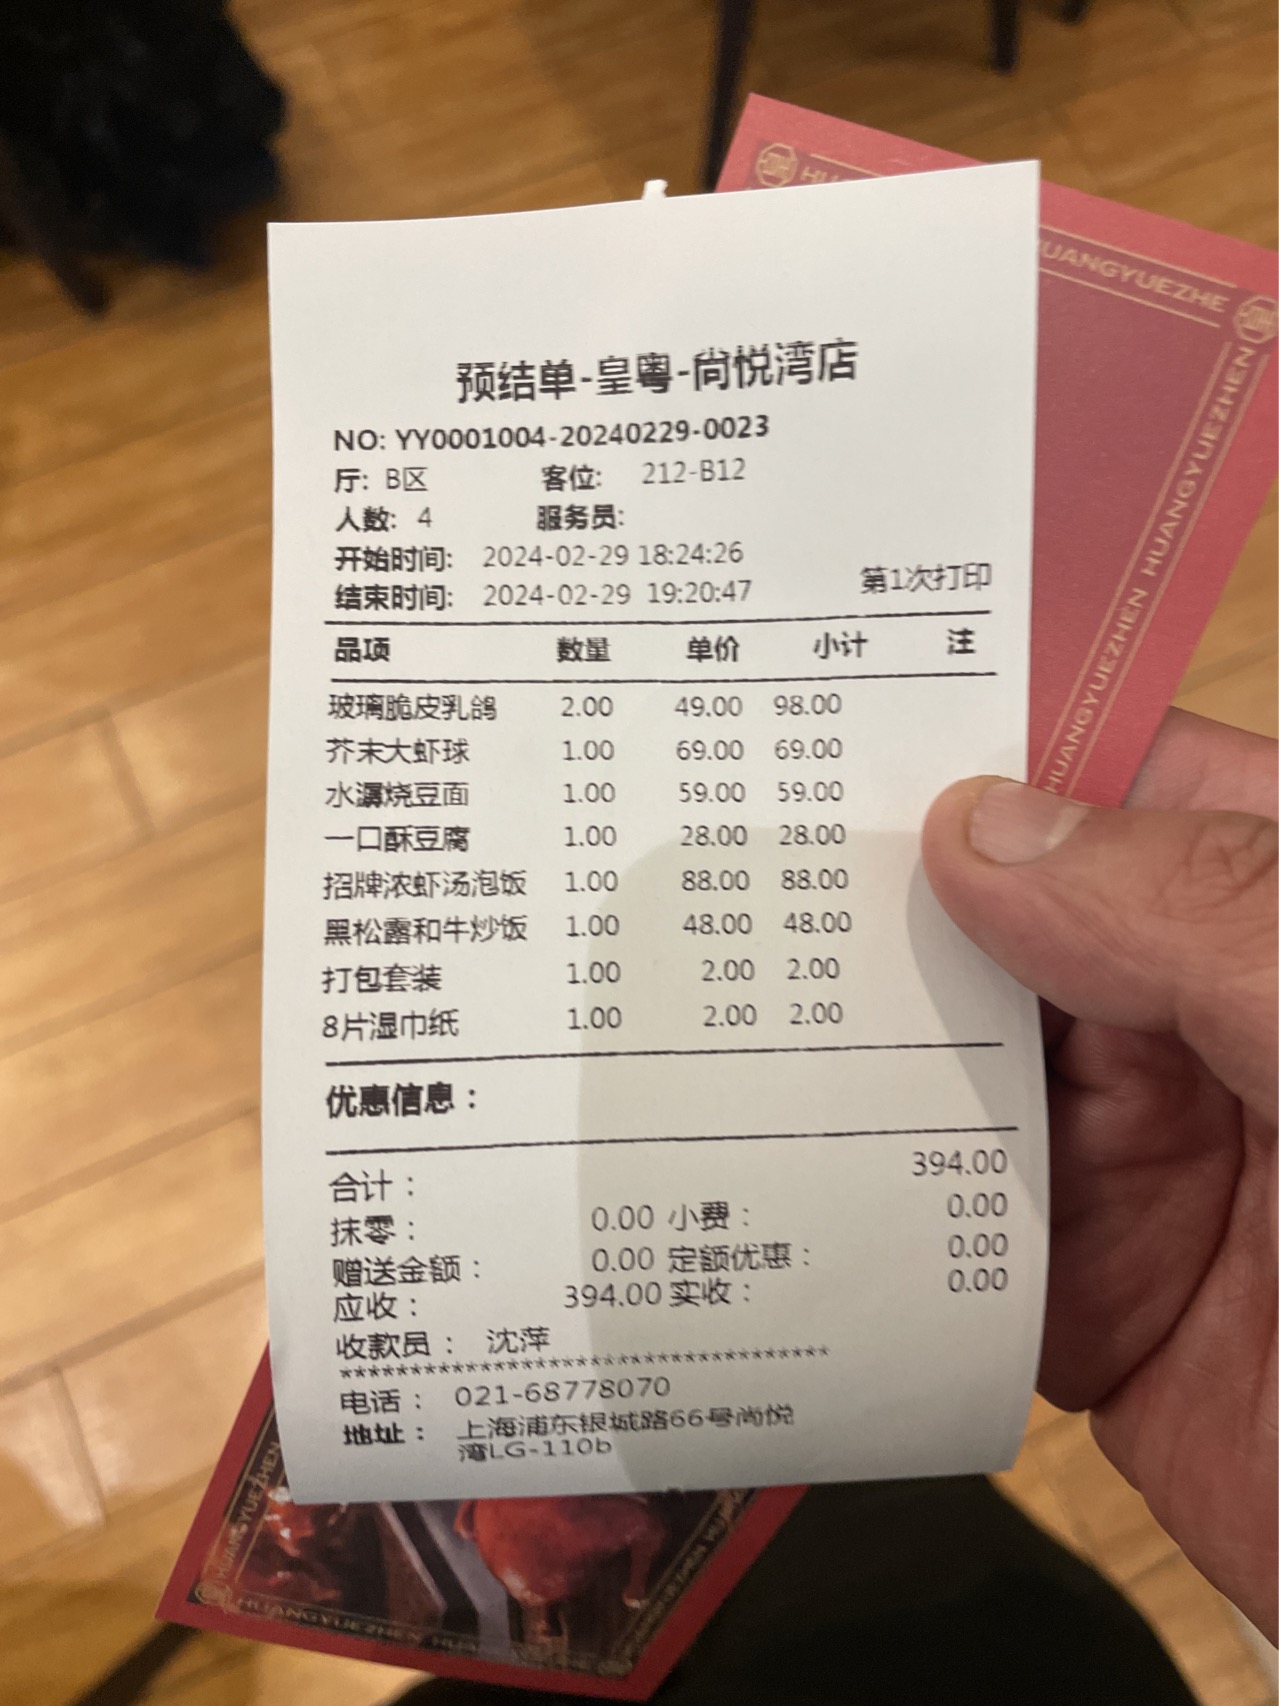 预结单-皇粤-尚悦湾店
NO: YY0001004-20240229-0023
厅: B区 客位: 212-B12
人数: 4 服务员:
开始时间: 2024-02-29 18:24:26
结束时间: 2024-02-29 19:20:47 第1次打印
品项 数量 单价 小计 注
玻璃脆皮乳鸽 2.00 49.00 98.00
芥末大虾球 1.00 69.00 69.00
水潺烧豆面 1.00 59.00 59.00
一口酥豆腐 1.00 28.00 28.00
招牌浓虾汤泡饭 1.00 88.00 88.00
黑松露和牛炒饭 1.00 48.00 48.00
打包套装 1.00 2.00 2.00
8片湿巾纸 1.00 2.00 2.00
优惠信息：
合计： 394.00
抹零： 0.00 小费： 0.00
赠送金额： 0.00 定额优惠： 0.00
应收： 394.00 实收： 0.00
收款员： 沈萍
***********************************
电话： 021-68778070
地址： 上海浦东银城路66号尚悦
湾LG-110b
HUANGYUEZHE
HUANGYUEZHEN HUANGYUEZHEN
HUANGYUEZHEN
HUANGYUEZHEN